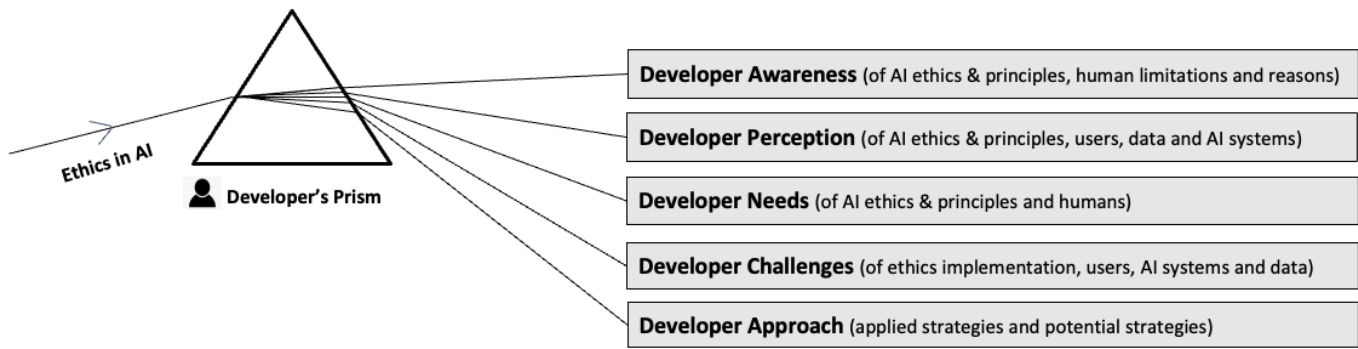 Ethics in AI
Developer's Prism
Developer Awareness (of AI ethics & principles, human limitations and reasons)
Developer Perception (of AI ethics & principles, users, data and AI systems)
Developer Needs (of AI ethics & principles and humans)
Developer Challenges (of ethics implementation, users, AI systems and data)
Developer Approach (applied strategies and potential strategies)